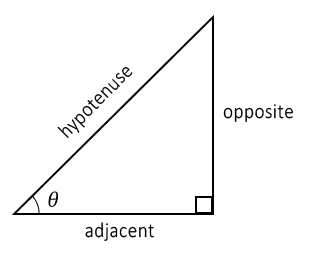 hypotenuse
opposite
θ
adjacent